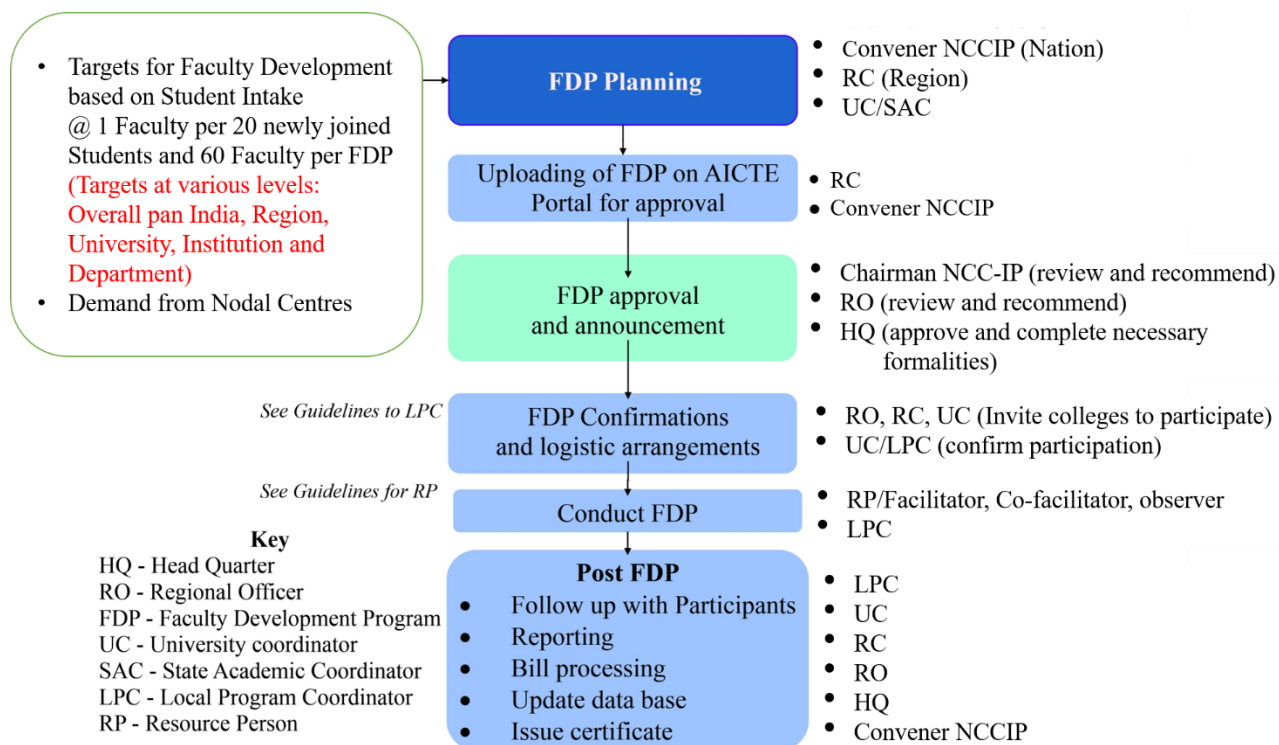 • Targets for Faculty Development
based on Student Intake
@ 1 Faculty per 20 newly joined
Students and 60 Faculty per FDP
(Targets at various levels:
Overall pan India, Region,
University, Institution and
Department)
• Demand from Nodal Centres
FDP Planning
• Convener NCCIP (Nation)
• RC (Region)
• UC/SAC
Uploading of FDP on AICTE
Portal for approval
• RC
• Convener NCCIP
FDP approval
and announcement
• Chairman NCC-IP (review and recommend)
• RO (review and recommend)
• HQ (approve and complete necessary
formalities)
See Guidelines to LPC
FDP Confirmations
and logistic arrangements
• RO, RC, UC (Invite colleges to participate)
• UC/LPC (confirm participation)
See Guidelines for RP
Conduct FDP
• RP/Facilitator, Co-facilitator, observer
• LPC
Key
HQ - Head Quarter
RO - Regional Officer
FDP - Faculty Development Program
UC - University coordinator
SAC - State Academic Coordinator
LPC - Local Program Coordinator
RP - Resource Person
Post FDP
• Follow up with Participants
• Reporting
• Bill processing
• Update data base
• Issue certificate
• LPC
• UC
• RC
• RO
• HQ
• Convener NCCIP